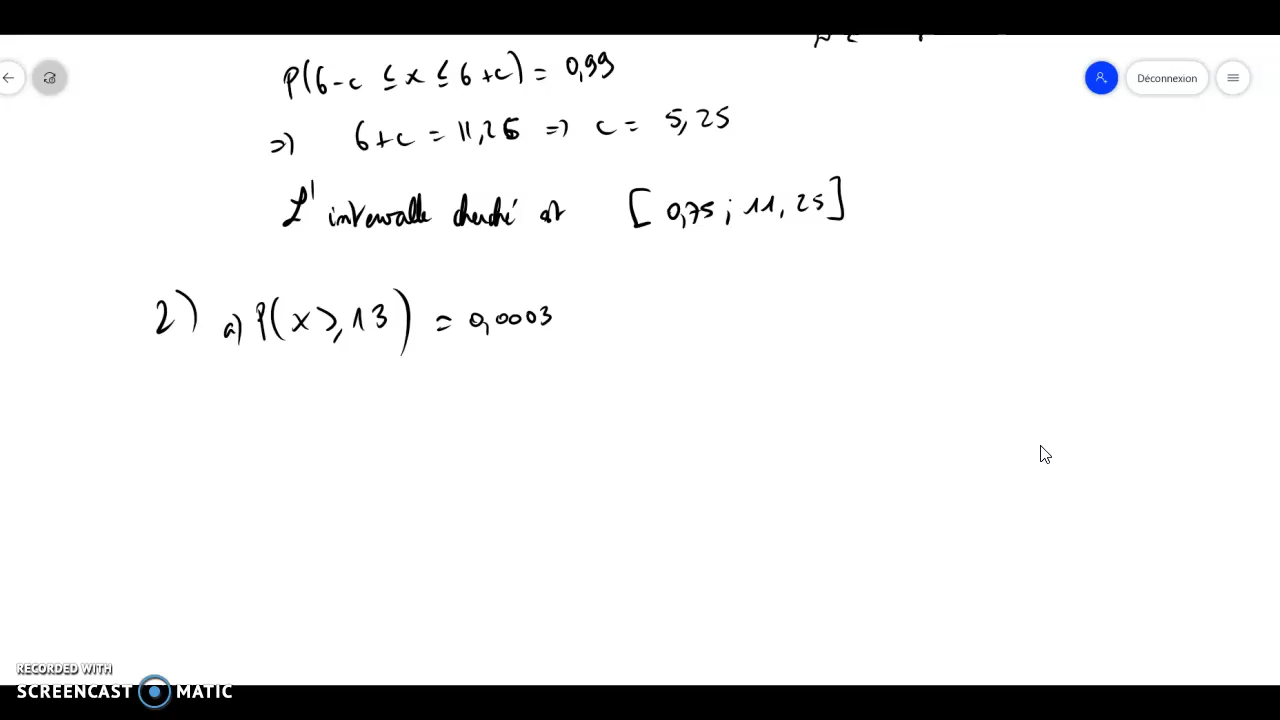 P(6-c ≤ x ≤ 6+c) = 0,99
Déconnexion
=> 6+c = 11,25 => c = 5,25
L' intervalle cherché est [0,75 ; 11,25]
2) a) P(x ≥ 13) = 0,0003
RECORDED WITH
SCREENCAST MATIC